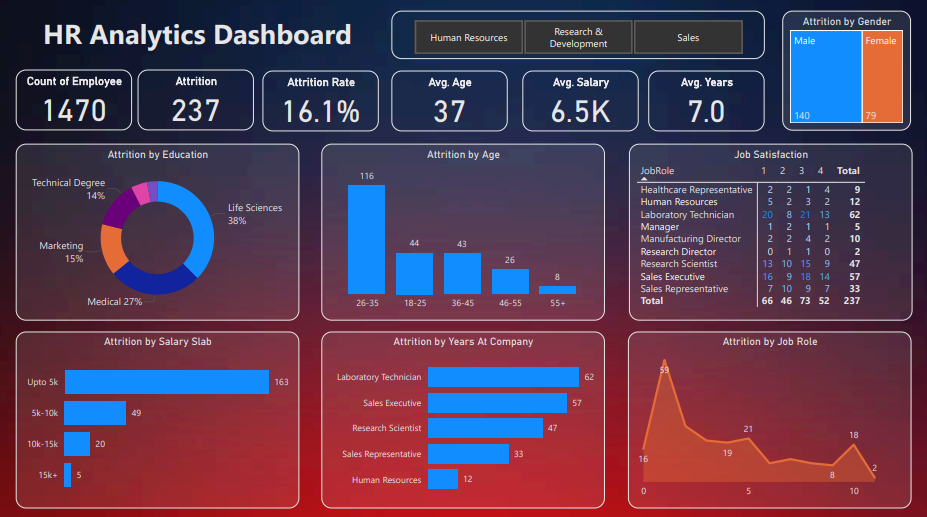 HR Analytics Dashboard
Human Resources
Research &
Development
Sales
Attrition by Gender
Male
Female
140
79
Count of Employee
1470
Attrition
237
Attrition Rate
16.1%
Avg. Age
37
Avg. Salary
6.5K
Avg. Years
7.0
Attrition by Education
Technical Degree
14%
Life Sciences
38%
Marketing
15%
Medical 27%
Attrition by Age
116
44
43
26
8
26-35
18-25
36-45
46-55
55+
Job Satisfaction
JobRole 1 2 3 4 Total
Healthcare Representative 2 2 1 4 9
Human Resources 5 2 3 2 12
Laboratory Technician 20 8 21 13 62
Manager 1 2 1 1 5
Manufacturing Director 2 2 4 2 10
Research Director 0 1 1 0 2
Research Scientist 13 10 15 9 47
Sales Executive 16 9 18 14 57
Sales Representative 7 10 9 7 33
Total 66 46 73 52 237
Attrition by Salary Slab
Upto 5k 163
5k-10k 49
10k-15k 20
15k+ 5
Attrition by Years At Company
Laboratory Technician 62
Sales Executive 57
Research Scientist 47
Sales Representative 33
Human Resources 12
Attrition by Job Role
59
16
19
21
8
18
2
0
5
10